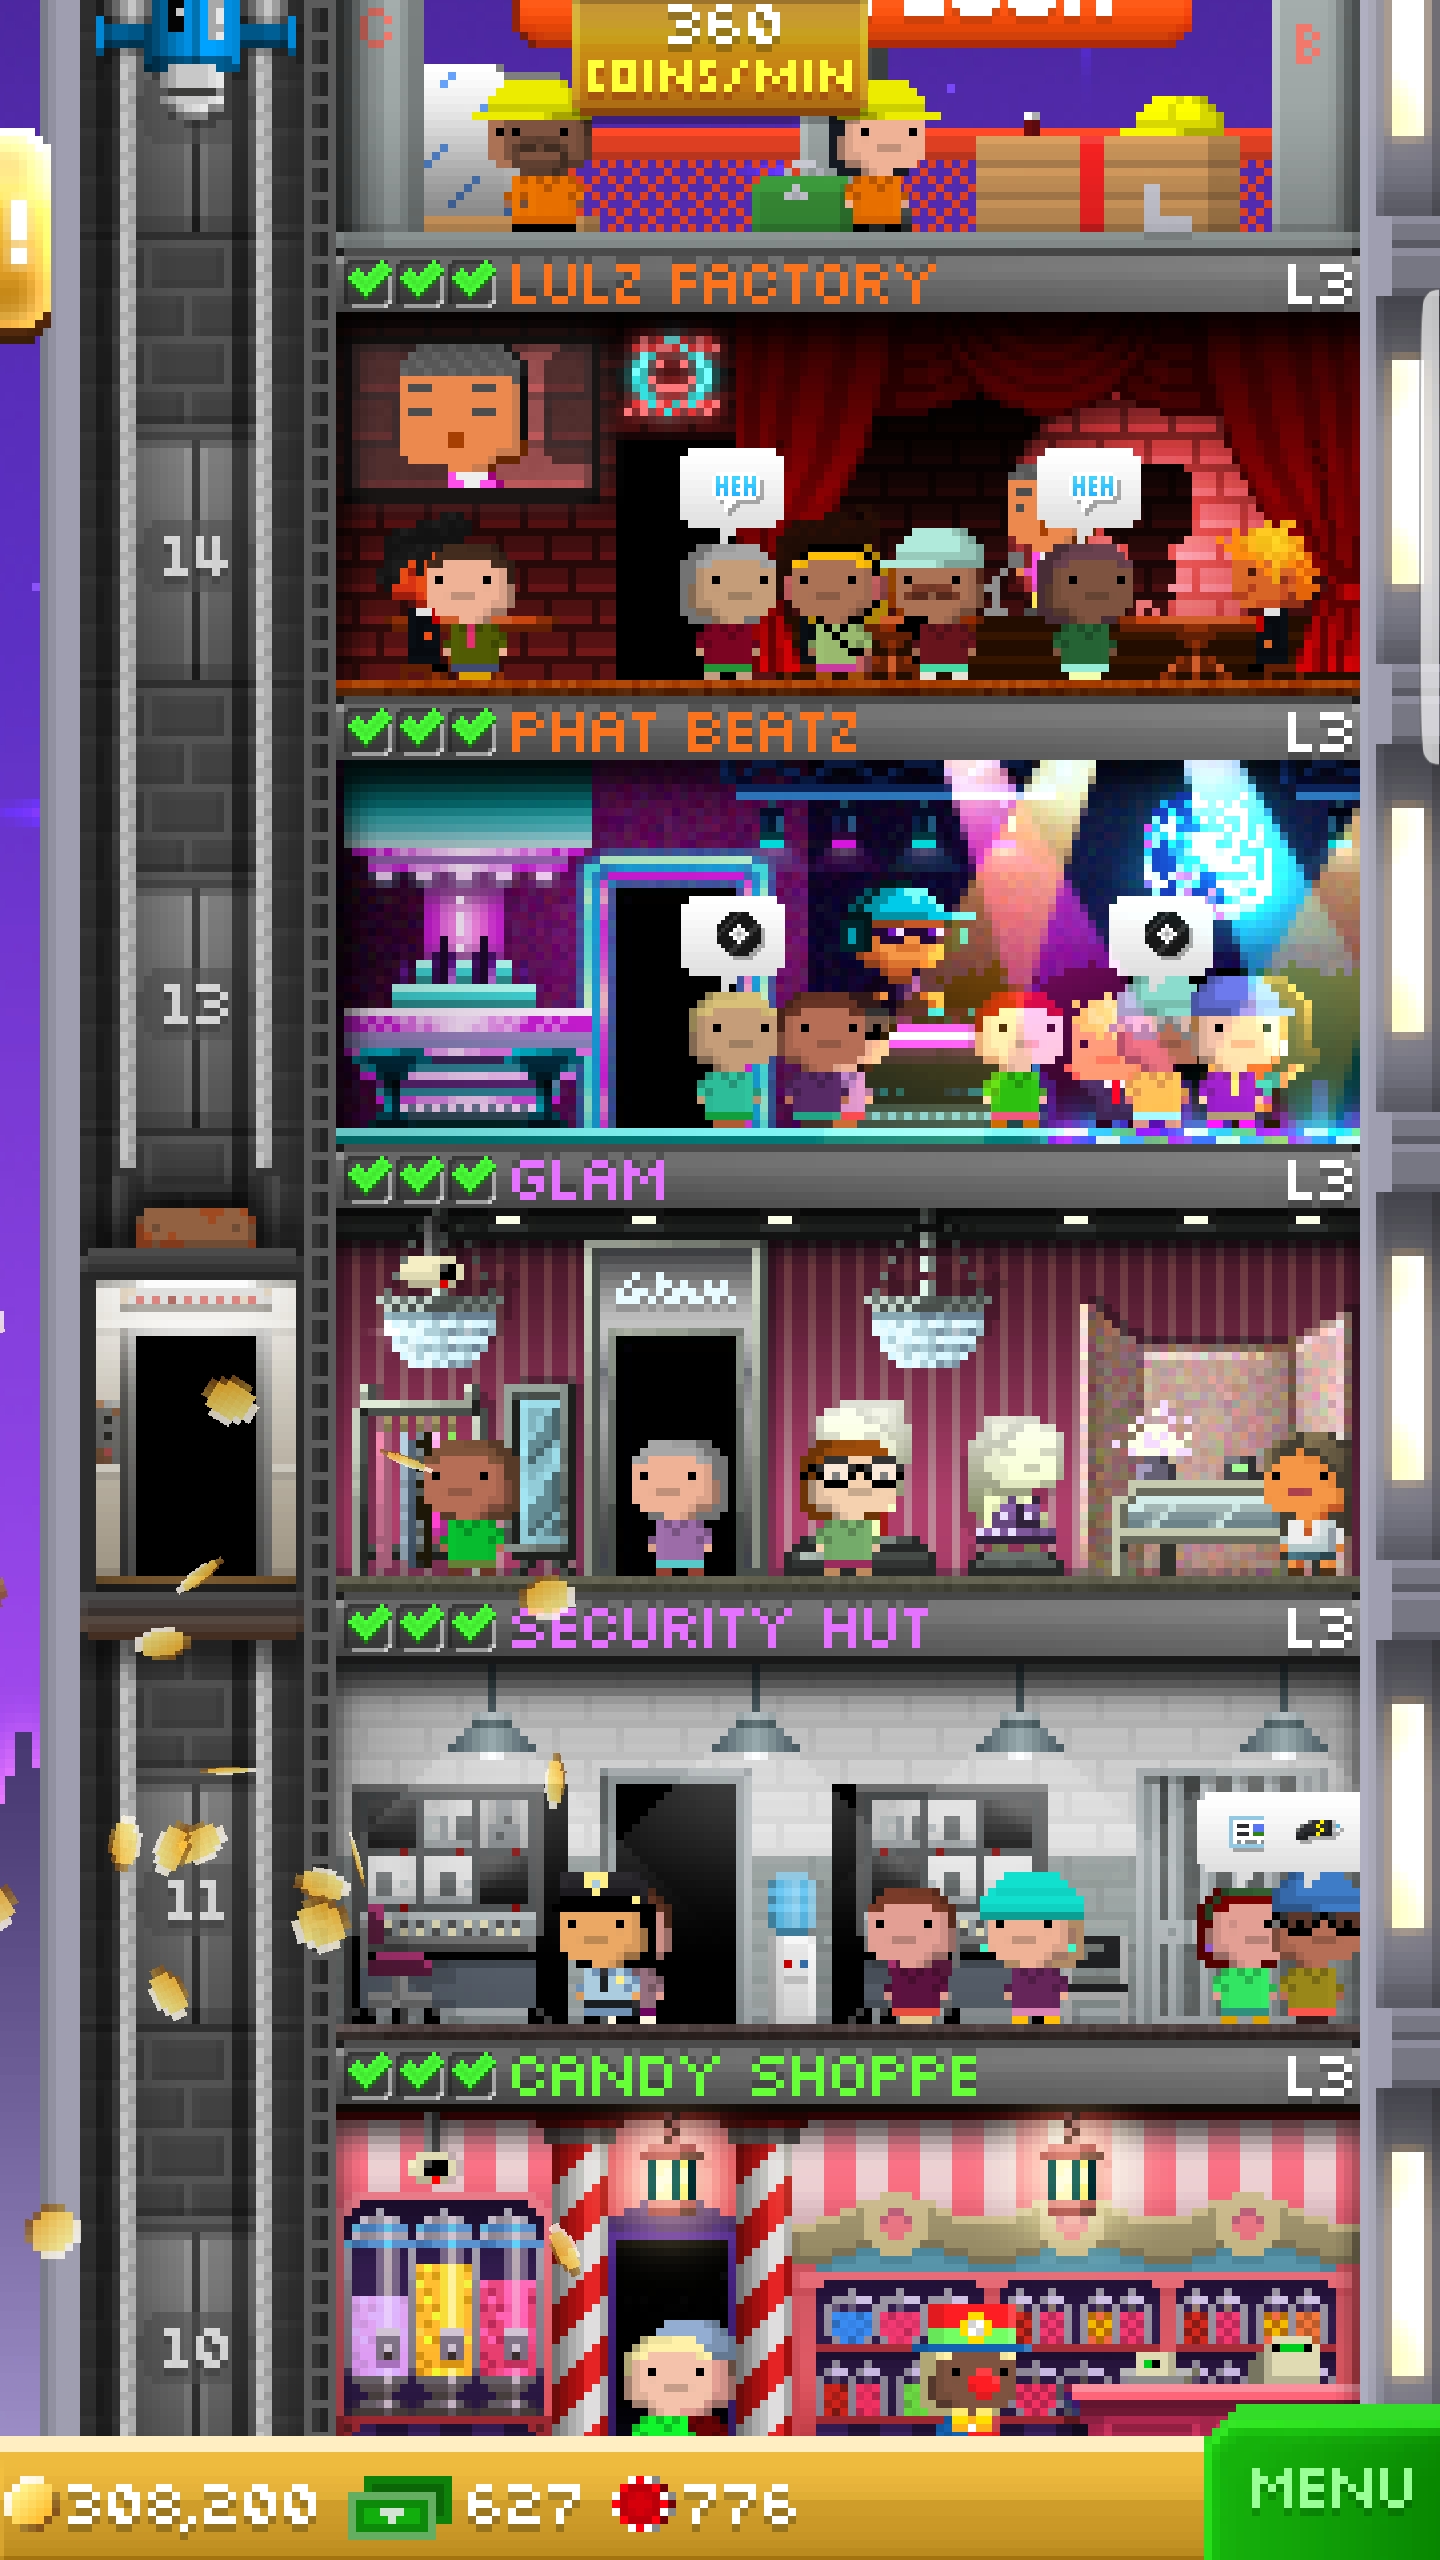 C
B
360
COINS/MIN
!
LULZ FACTORY L3
14
HEH
HEH
PHAT BEATZ L3
13
GLAM L3
Glam
SECURITY HUT L3
11
CANDY SHOPPE L3
10
308,200 627 776
MENU